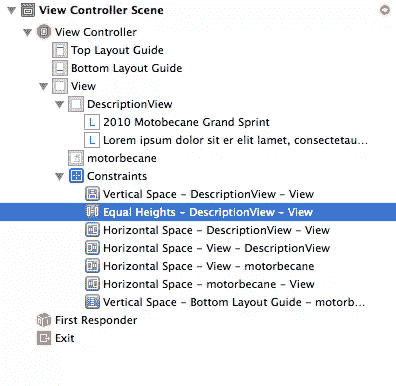 View Controller Scene
View Controller
Top Layout Guide
Bottom Layout Guide
View
DescriptionView
L 2010 Motobecane Grand Sprint
L Lorem ipsum dolor sit er elit lamet, consectetau...
motorbecane
Constraints
Vertical Space - DescriptionView - View
Equal Heights - DescriptionView - View
Horizontal Space - DescriptionView - View
Horizontal Space - View - DescriptionView
Horizontal Space - View - motorbecane
Horizontal Space - motorbecane - View
Vertical Space - Bottom Layout Guide - motorb...
First Responder
Exit